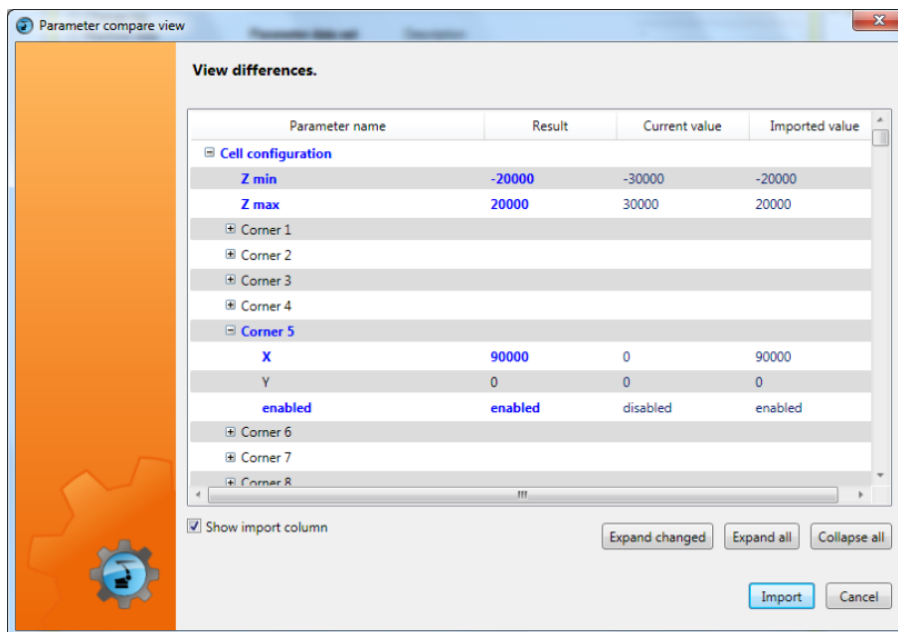 Parameter compare view
View differences.
Parameter name Result Current value Imported value
Cell configuration
Z min -20000 -30000 -20000
Z max 20000 30000 20000
Corner 1
Corner 2
Corner 3
Corner 4
Corner 5
X 90000 0 90000
Y 0 0 0
enabled enabled disabled enabled
Corner 6
Corner 7
Corner 8
Show import column
Expand changed Expand all Collapse all
Import Cancel